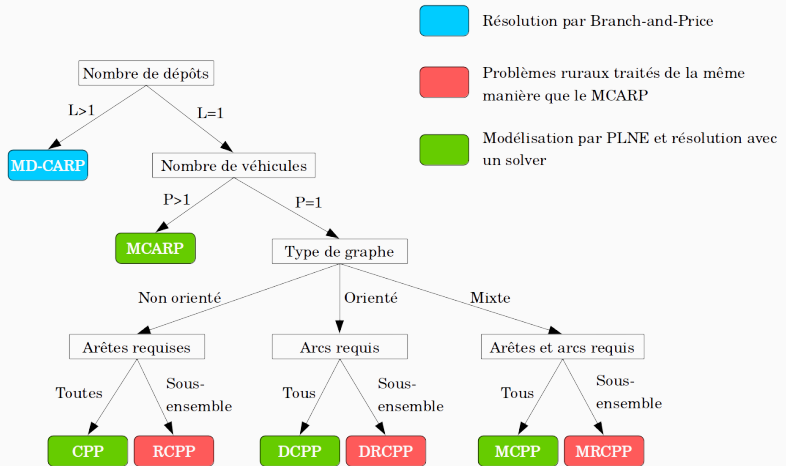 Résolution par Branch-and-Price
Problèmes ruraux traités de la même
manière que le MCARP
Modélisation par PLNE et résolution avec
un solver
Nombre de dépôts
L>1
L=1
MD-CARP
Nombre de véhicules
P>1
P=1
MCARP
Type de graphe
Non orienté
Orienté
Mixte
Arêtes requises
Arcs requis
Arêtes et arcs requis
Toutes
Sous-
ensemble
Tous
Sous-
ensemble
Tous
Sous-
ensemble
CPP
RCPP
DCPP
DRCPP
MCPP
MRCPP